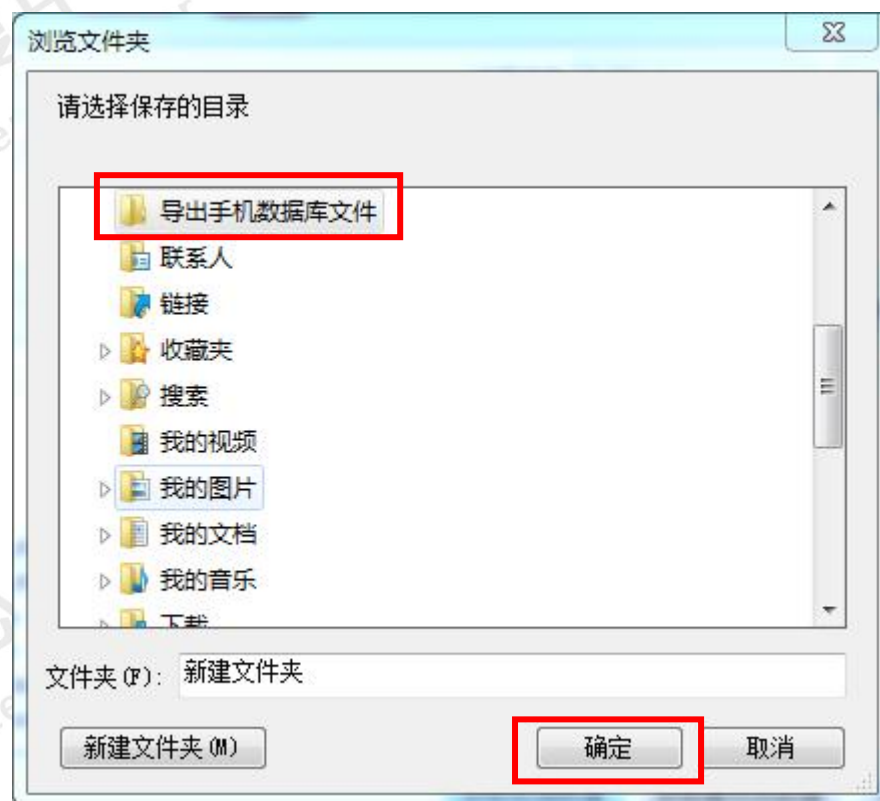 浏览文件夹
请选择保存的目录
导出手机数据库文件
联系人
链接
收藏夹
搜索
我的视频
我的图片
我的文档
我的音乐
下载
文件夹(F): 新建文件夹
新建文件夹(M) 确定 取消